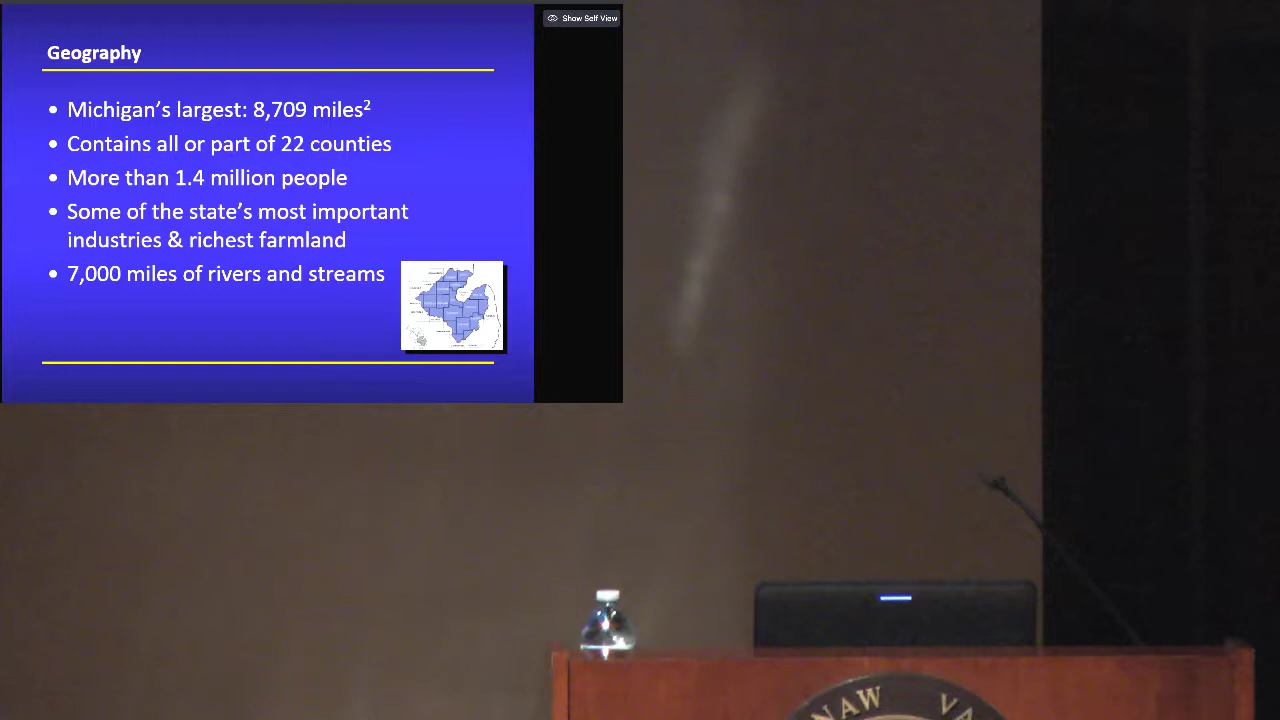 Show Self View
Geography
• Michigan's largest: 8,709 miles²
• Contains all or part of 22 counties
• More than 1.4 million people
• Some of the state's most important
industries & richest farmland
• 7,000 miles of rivers and streams
NAW VA